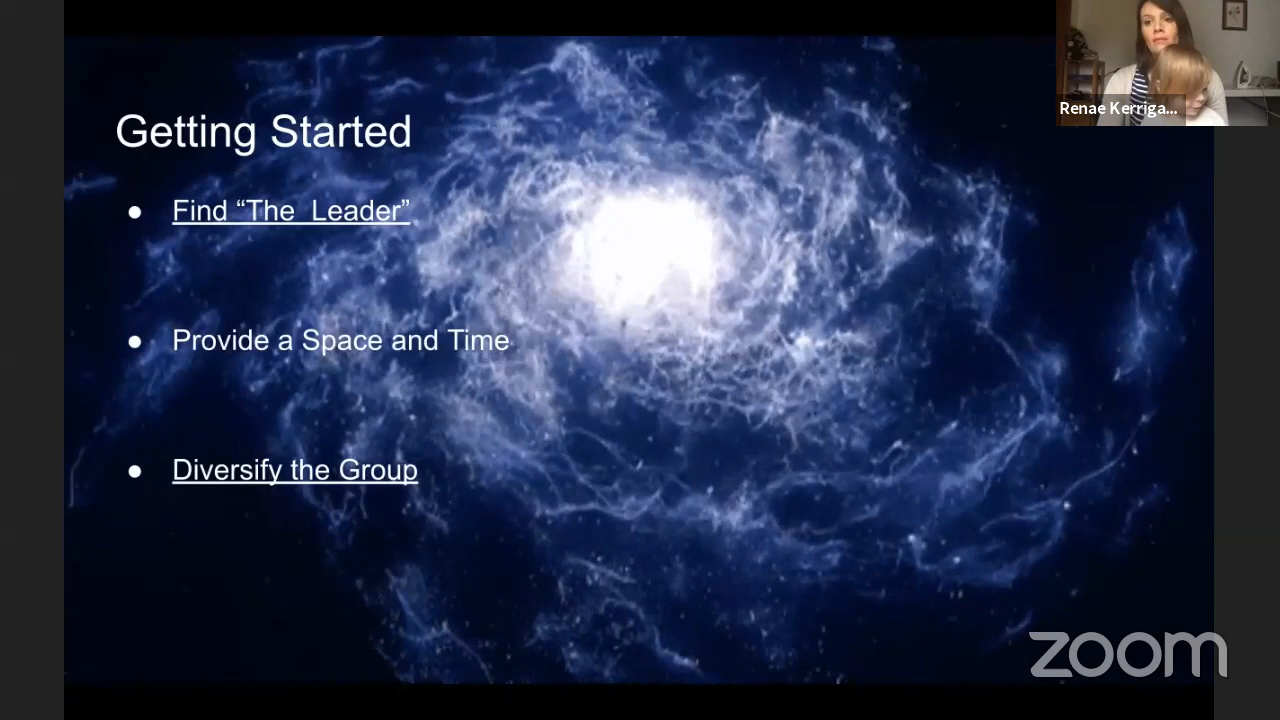 Renae Kerriga...
Getting Started
● Find “The Leader”
● Provide a Space and Time
● Diversify the Group
zoom